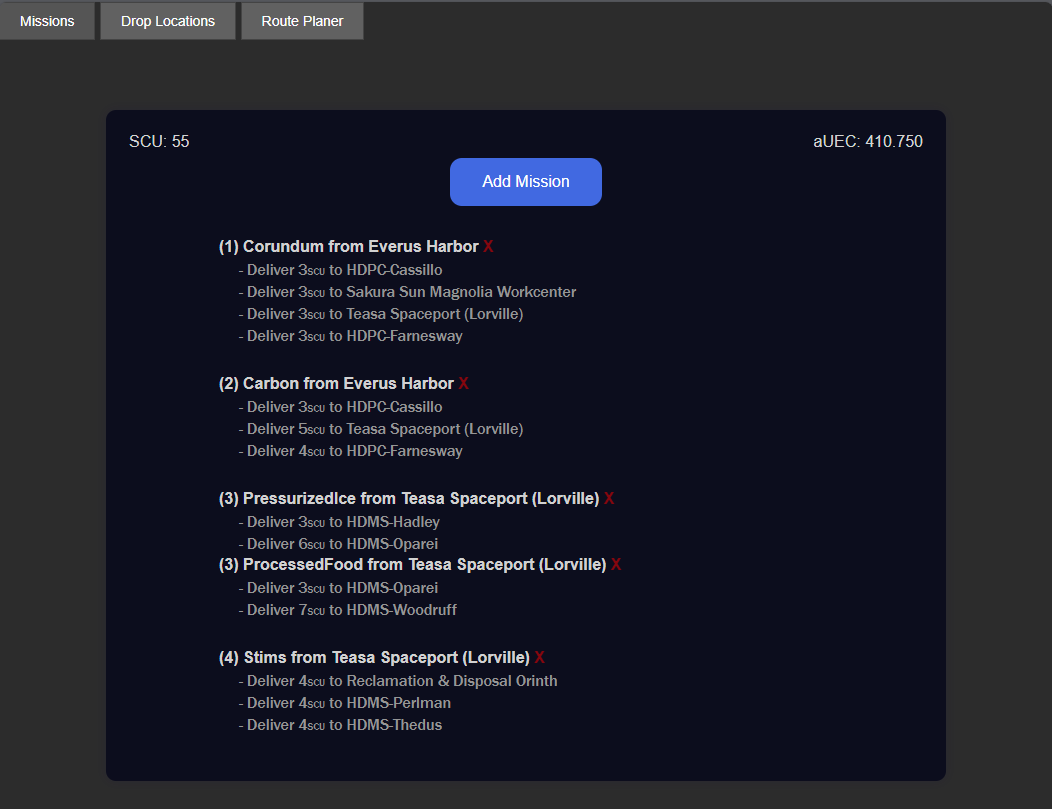 Missions
Drop Locations
Route Planer
SCU: 55
aUEC: 410.750
Add Mission
(1) Corundum from Everus Harbor X
- Deliver 3scu to HDPC-Cassillo
- Deliver 3scu to Sakura Sun Magnolia Workcenter
- Deliver 3scu to Teasa Spaceport (Lorville)
- Deliver 3scu to HDPC-Farnesway
(2) Carbon from Everus Harbor X
- Deliver 3scu to HDPC-Cassillo
- Deliver 5scu to Teasa Spaceport (Lorville)
- Deliver 4scu to HDPC-Farnesway
(3) PressurizedIce from Teasa Spaceport (Lorville) X
- Deliver 3scu to HDMS-Hadley
- Deliver 6scu to HDMS-Oparei
(3) ProcessedFood from Teasa Spaceport (Lorville) X
- Deliver 3scu to HDMS-Oparei
- Deliver 7scu to HDMS-Woodruff
(4) Stims from Teasa Spaceport (Lorville) X
- Deliver 4scu to Reclamation & Disposal Orinth
- Deliver 4scu to HDMS-Perlman
- Deliver 4scu to HDMS-Thedus